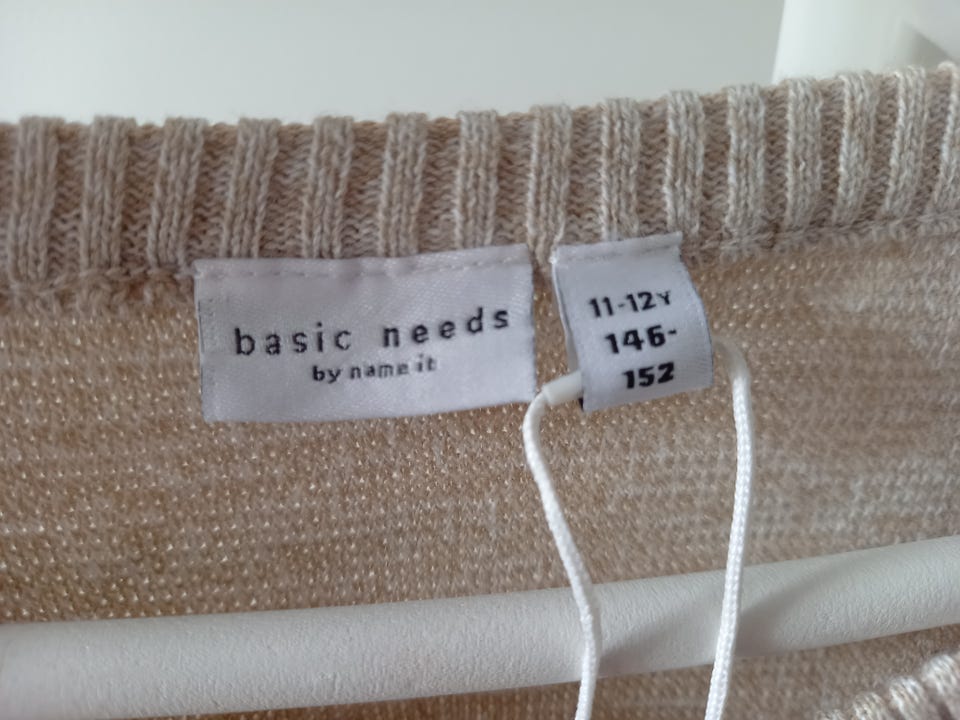 basic needs
by name it
11-12Y
146-
152